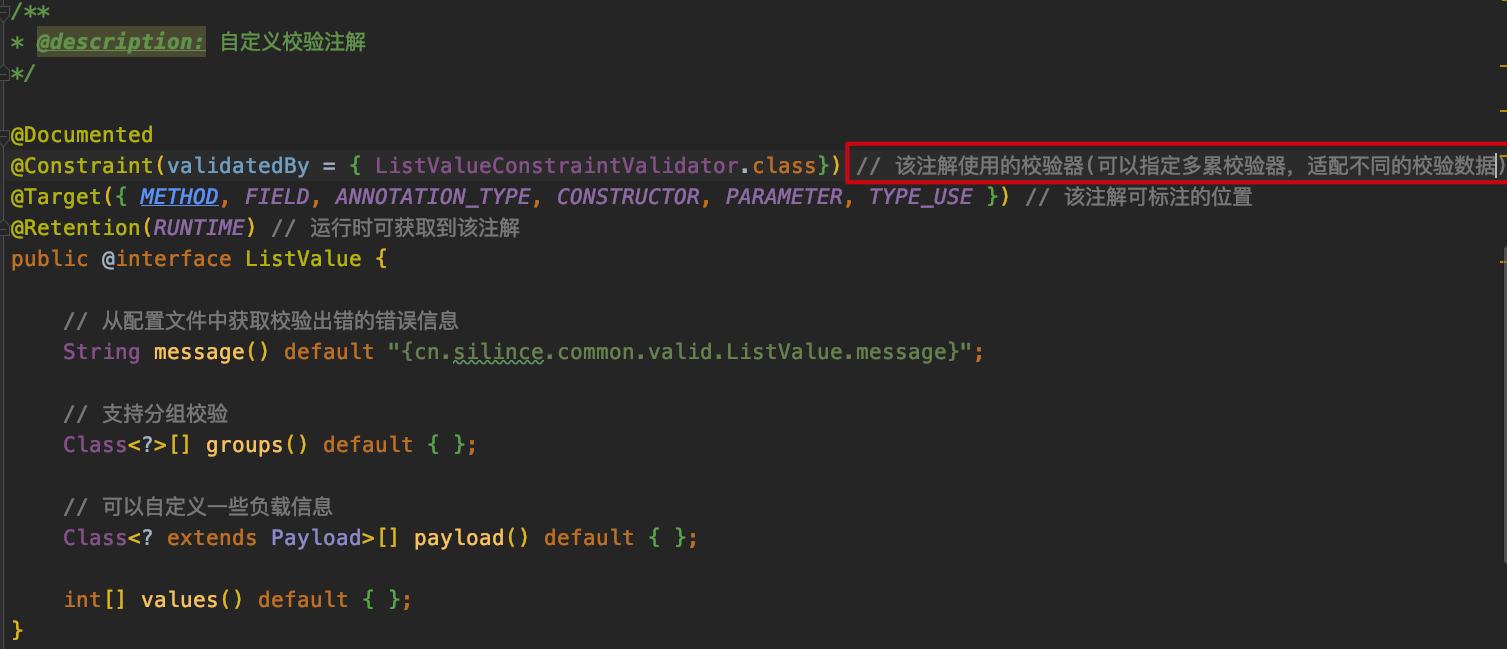 /**
* @description: 自定义校验注解
*/
@Documented
@Constraint(validatedBy = { ListValueConstraintValidator.class}) // 该注解使用的校验器(可以指定多累校验器，适配不同的校验数据)
@Target({ METHOD, FIELD, ANNOTATION_TYPE, CONSTRUCTOR, PARAMETER, TYPE_USE }) // 该注解可标注的位置
@Retention(RUNTIME) // 运行时可获取到该注解
public @interface ListValue {
// 从配置文件中获取校验出错的错误信息
String message() default "{cn.silince.common.valid.ListValue.message}";
// 支持分组校验
Class<?>[] groups() default { };
// 可以自定义一些负载信息
Class<? extends Payload>[] payload() default { };
int[] values() default { };
}